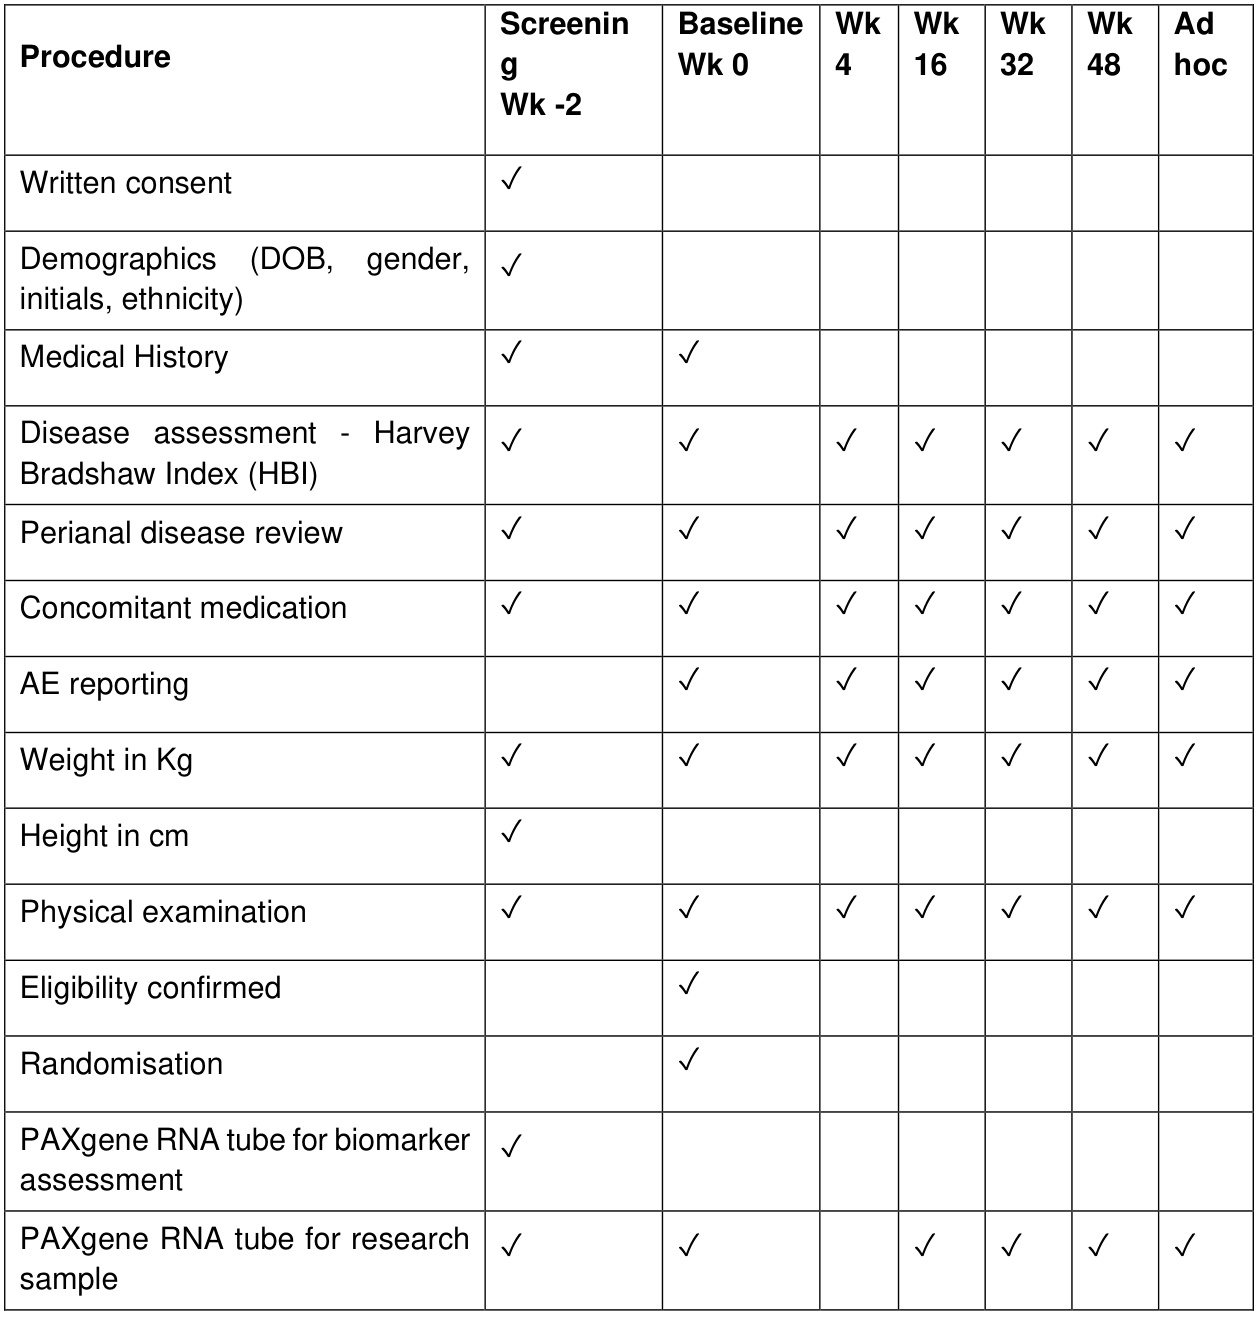 Procedure Screenin Baseline Wk Wk Wk Wk Ad
g Wk 0 4 16 32 48 hoc
Wk -2
Written consent ✓
Demographics (DOB, gender, ✓
initials, ethnicity)
Medical History ✓ ✓
Disease assessment - Harvey ✓ ✓ ✓ ✓ ✓ ✓ ✓
Bradshaw Index (HBI)
Perianal disease review ✓ ✓ ✓ ✓ ✓ ✓ ✓
Concomitant medication ✓ ✓ ✓ ✓ ✓ ✓ ✓
AE reporting ✓ ✓ ✓ ✓ ✓ ✓
Weight in Kg ✓ ✓ ✓ ✓ ✓ ✓ ✓
Height in cm ✓
Physical examination ✓ ✓ ✓ ✓ ✓ ✓ ✓
Eligibility confirmed ✓
Randomisation ✓
PAXgene RNA tube for biomarker ✓
assessment
PAXgene RNA tube for research ✓ ✓ ✓ ✓ ✓ ✓
sample